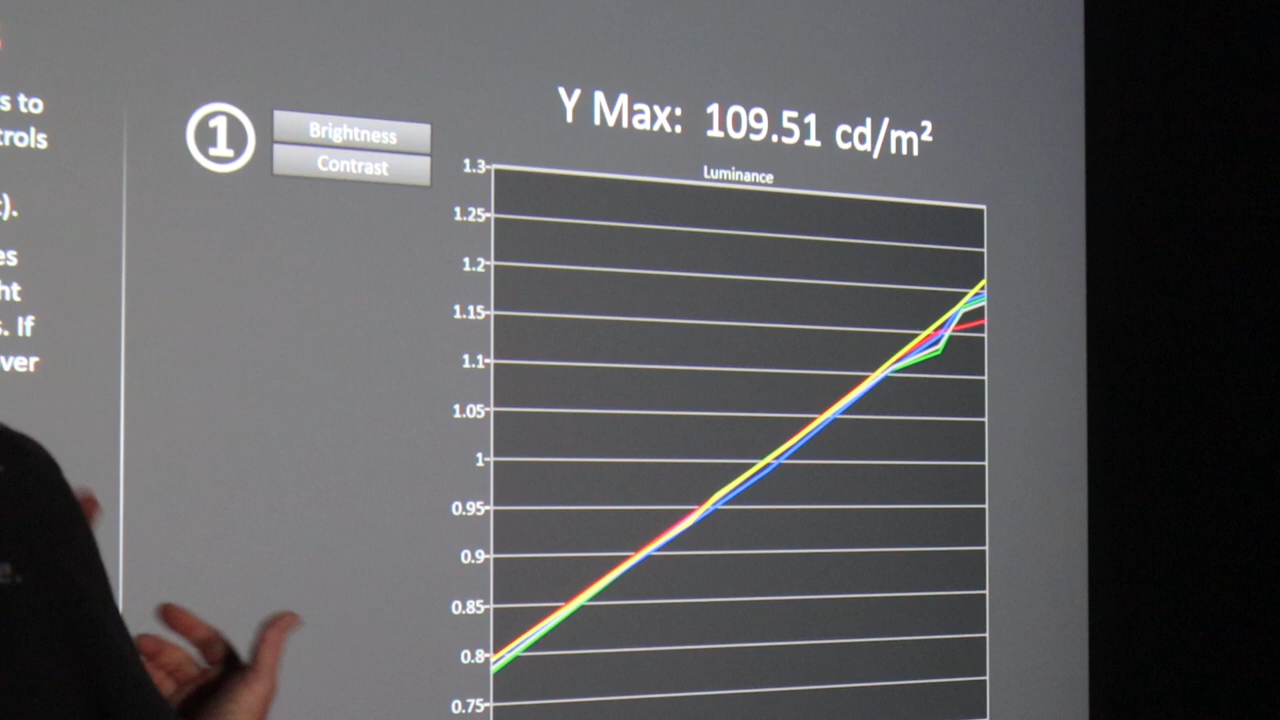 s to
trols
).
es
ht
. If
ver
1
Brightness
Contrast
Y Max: 109.51 cd/m²
Luminance
1.3
1.25
1.2
1.15
1.1
1.05
1
0.95
0.9
0.85
0.8
0.75